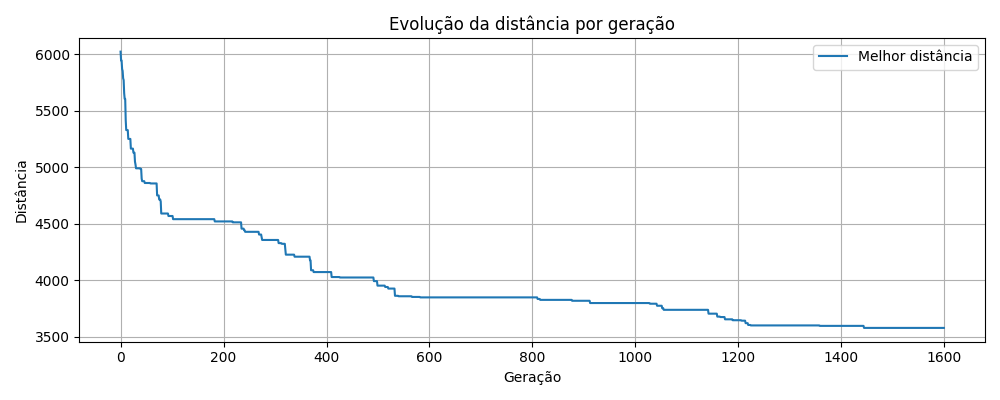 Evolução da distância por geração
Melhor distância
Distância
6000
5500
5000
4500
4000
3500
0 200 400 600 800 1000 1200 1400 1600
Geração